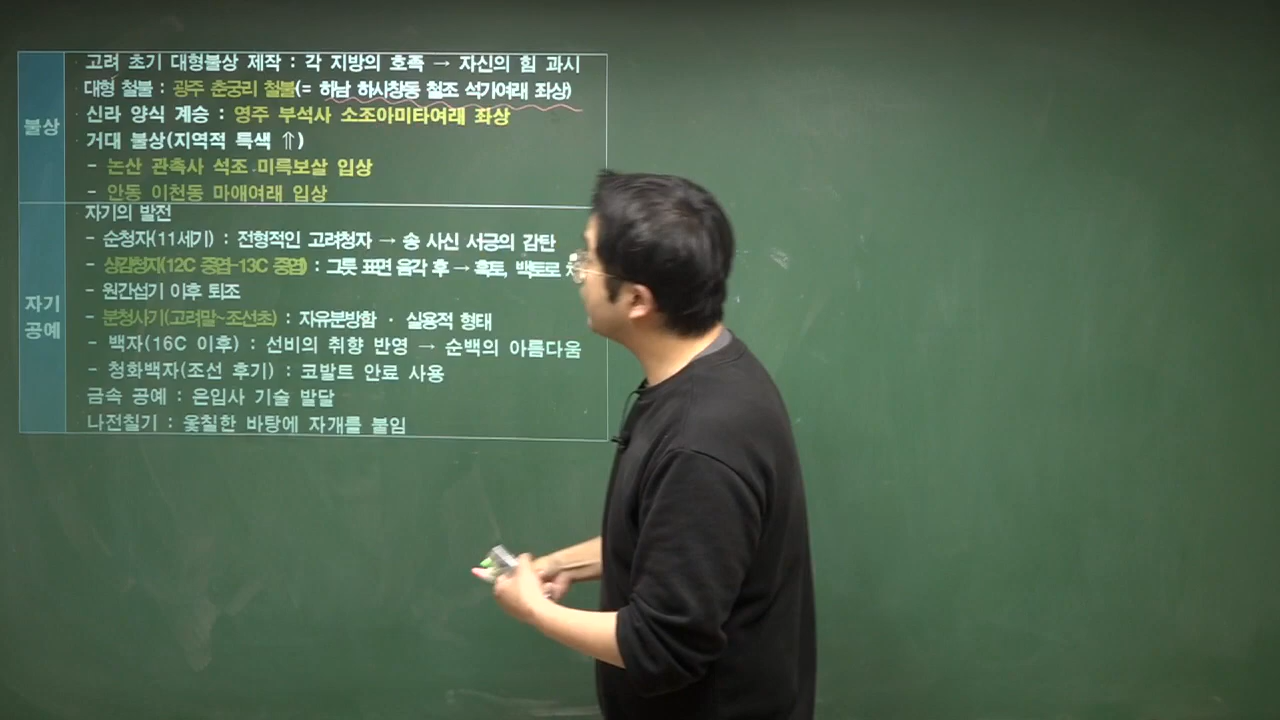 불상
고려 초기 대형불상 제작 : 각 지방의 호족 → 자신의 힘 과시
대형 철불 : 광주 춘궁리 철불(= 하남 하사창동 철조 석가여래 좌상)
신라 양식 계승 : 영주 부석사 소조아미타여래 좌상
거대 불상(지역적 특색 ⇑)
- 논산 관촉사 석조 미륵보살 입상
- 안동 이천동 마애여래 입상
자기
공예
자기의 발전
- 순청자(11세기) : 전형적인 고려청자 → 송 사신 서긍의 감탄
- 상감청자(12C 중엽-13C 중엽) : 그릇 표면 음각 후 → 흑토, 백토로
- 원간섭기 이후 퇴조
- 분청사기(고려말~조선초) : 자유분방함 · 실용적 형태
- 백자(16C 이후) : 선비의 취향 반영 → 순백의 아름다움
- 청화백자(조선 후기) : 코발트 안료 사용
금속 공예 : 은입사 기술 발달
나전칠기 : 옻칠한 바탕에 자개를 붙임